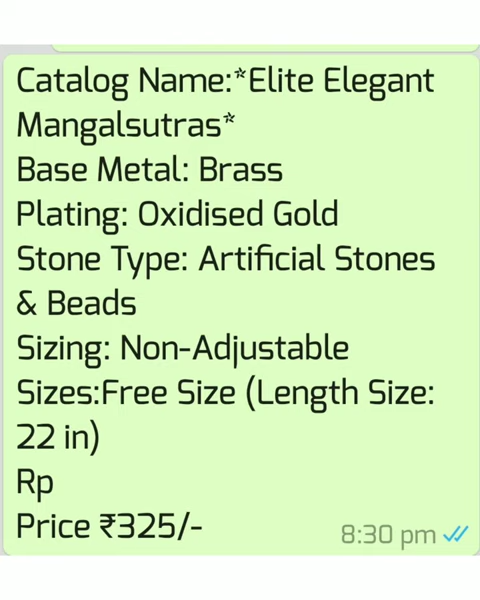 Catalog Name:*Elite Elegant
Mangalsutras*
Base Metal: Brass
Plating: Oxidised Gold
Stone Type: Artificial Stones
& Beads
Sizing: Non-Adjustable
Sizes:Free Size (Length Size:
22 in)
Rp
Price ₹325/-
8:30 pm